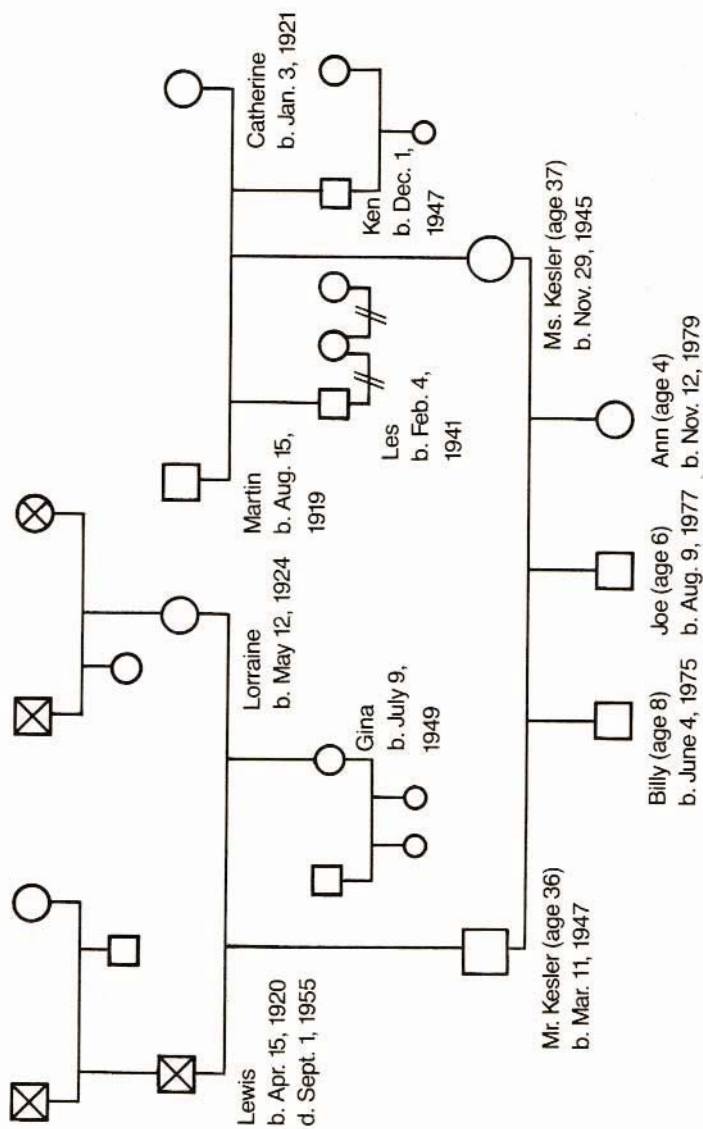 Lewis
b. Apr. 15, 1920
d. Sept. 1, 1955
Lorraine
b. May 12, 1924
Martin
b. Aug. 15,
1919
Catherine
b. Jan. 3, 1921
Gina
b. July 9,
1949
Les
b. Feb. 4,
1941
Ken
b. Dec. 1,
1947
Mr. Kesler (age 36)
b. Mar. 11, 1947
Ms. Kesler (age 37)
b. Nov. 29, 1945
Billy (age 8)
b. June 4, 1975
Joe (age 6)
b. Aug. 9, 1977
Ann (age 4)
b. Nov. 12, 1979